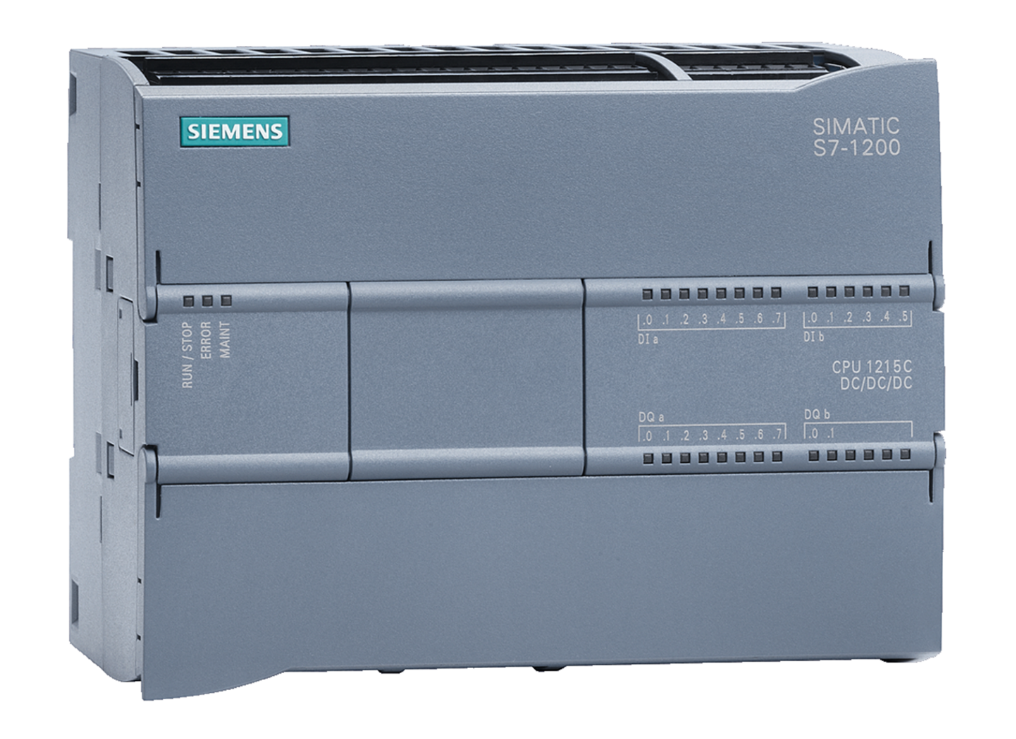 SIEMENS
SIMATIC
S7-1200
RUN / STOP
ERROR
MAINT
.0 .1 .2 .3 .4 .5 .6 .7
DI a
.0 .1 .2 .3 .4 .5
DI b
CPU 1215C
DC/DC/DC
DQ a
.0 .1 .2 .3 .4 .5 .6 .7
DQ b
.0 .1